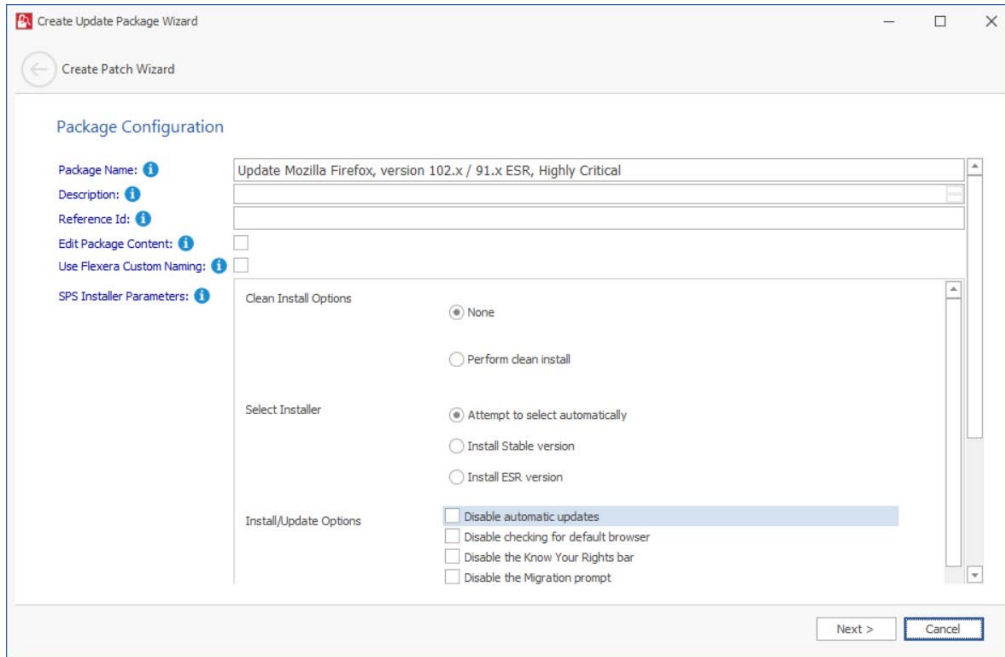 Create Update Package Wizard
Create Patch Wizard
Package Configuration
Package Name:
Update Mozilla Firefox, version 102.x / 91.x ESR, Highly Critical
Description:
Reference Id:
Edit Package Content:
Use Flexera Custom Naming:
SPS Installer Parameters:
Clean Install Options
None
Perform clean install
Select Installer
Attempt to select automatically
Install Stable version
Install ESR version
Install/Update Options
Disable automatic updates
Disable checking for default browser
Disable the Know Your Rights bar
Disable the Migration prompt
Next >
Cancel